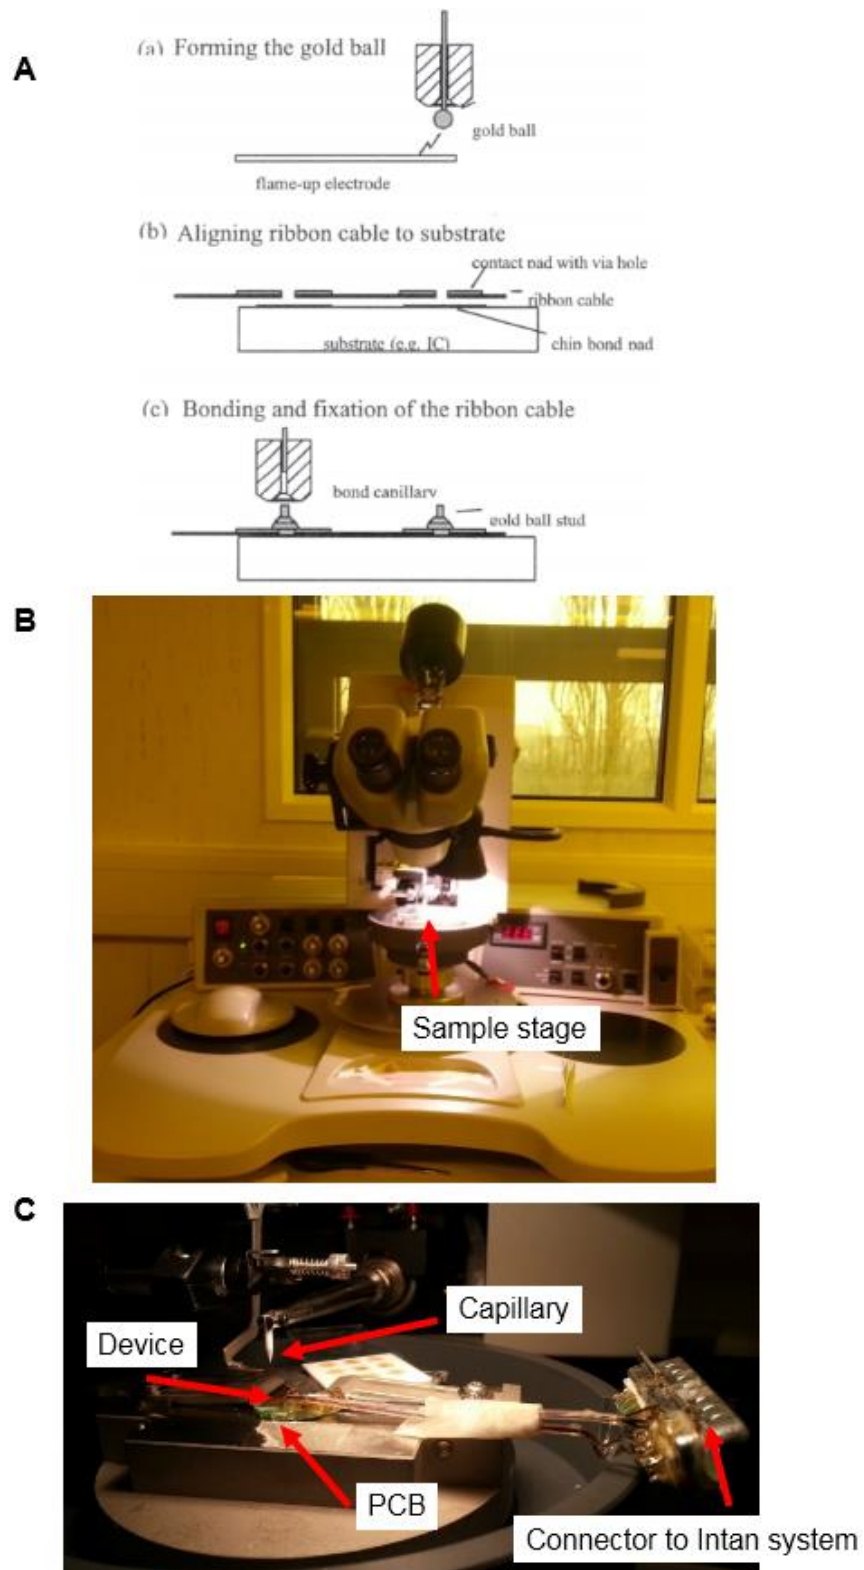 A
(a) Forming the gold ball
gold ball
flame-up electrode
(b) Aligning ribbon cable to substrate
contact pad with via hole
ribbon cable
substrate (e.g. IC)
chip bond pad
(c) Bonding and fixation of the ribbon cable
bond capillary
gold ball stud
B
Sample stage
C
Capillary
Device
PCB
Connector to Intan system